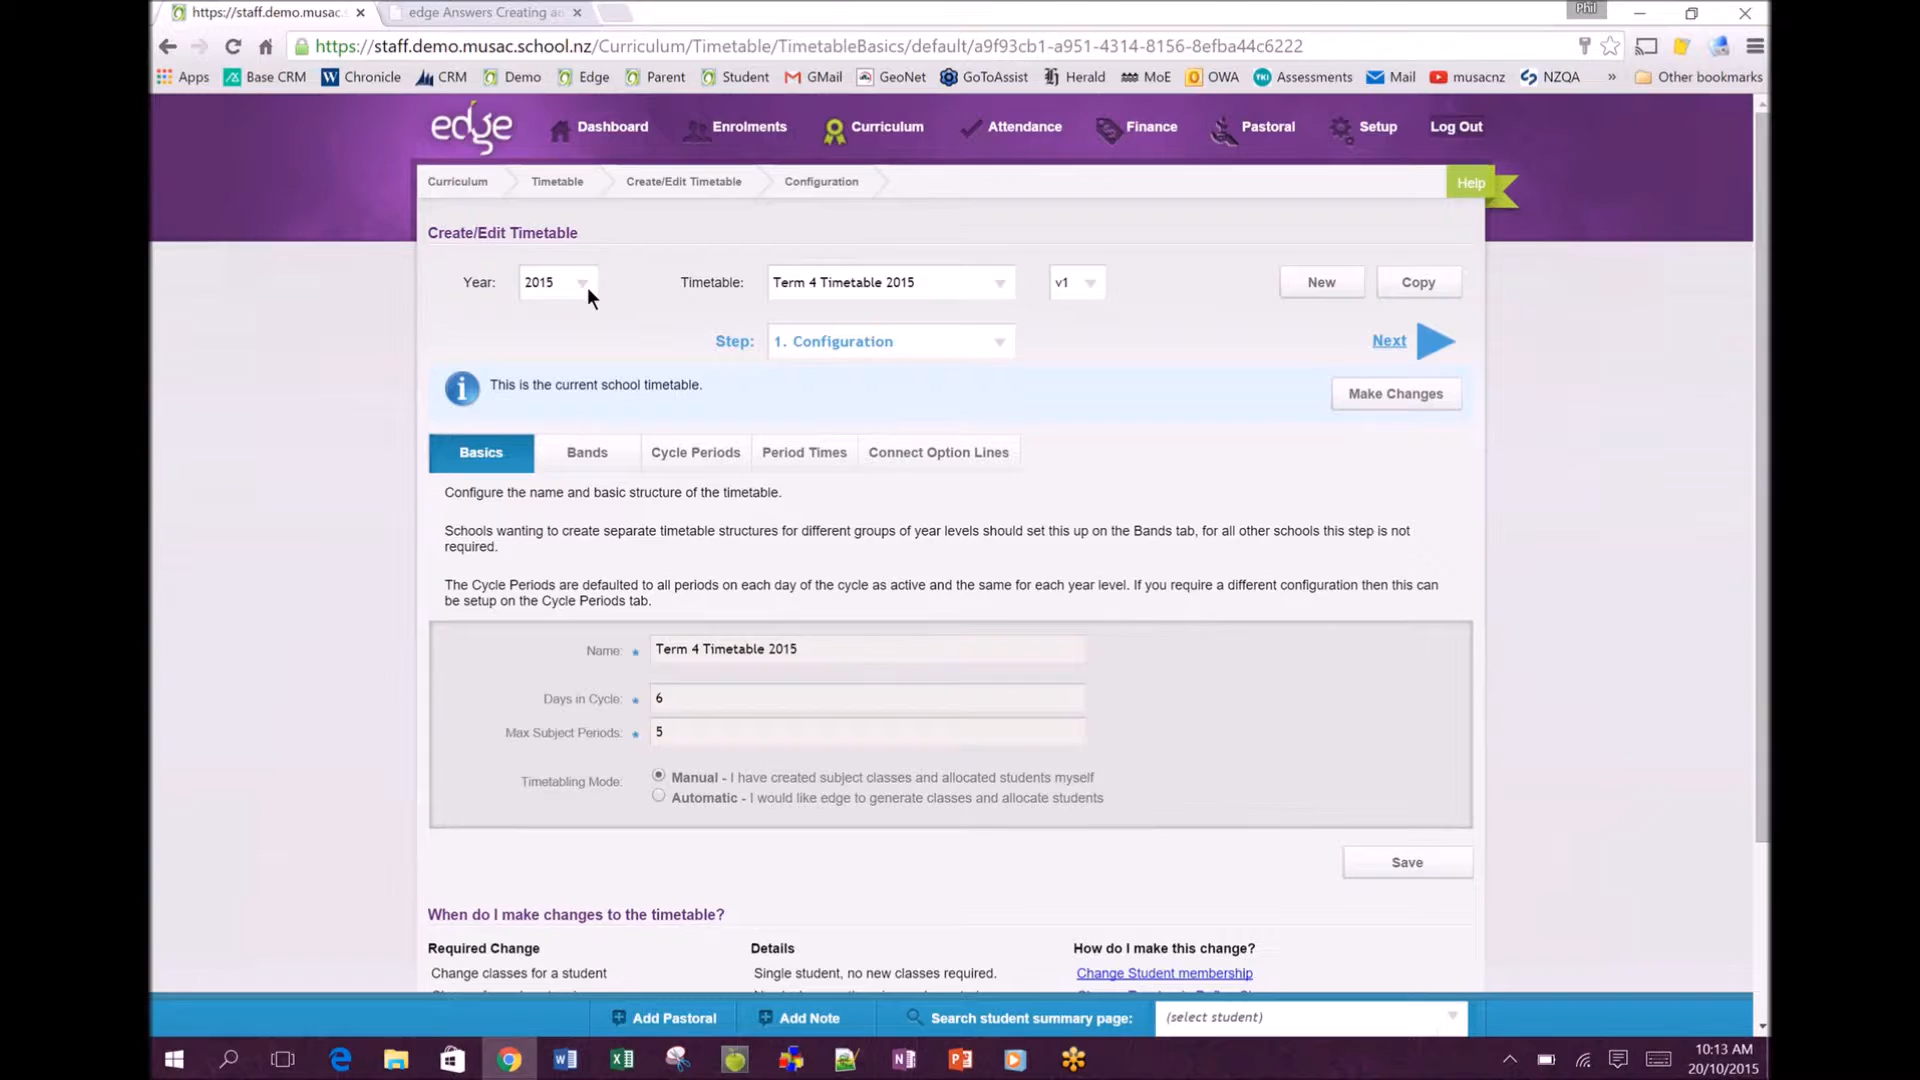 https://staff.demo.musac. edge Answers Creating an Phil
https://staff.demo.musac.school.nz/Curriculum/Timetable/TimetableBasics/default/a9f93cb1-a951-4314-8156-8efba44c6222
Apps Base CRM Chronicle CRM Demo Edge Parent Student GMail GeoNet GoToAssist Herald MoE OWA Assessments Mail musacnz NZQA » Other bookmarks
edge Dashboard Enrolments Curriculum Attendance Finance Pastoral Setup Log Out
Curriculum Timetable Create/Edit Timetable Configuration Help
Create/Edit Timetable
Year: 2015 Timetable: Term 4 Timetable 2015 v1 New Copy
Step: 1. Configuration Next
This is the current school timetable. Make Changes
Basics Bands Cycle Periods Period Times Connect Option Lines
Configure the name and basic structure of the timetable.
Schools wanting to create separate timetable structures for different groups of year levels should set this up on the Bands tab, for all other schools this step is not
required.
The Cycle Periods are defaulted to all periods on each day of the cycle as active and the same for each year level. If you require a different configuration then this can
be setup on the Cycle Periods tab.
Name: Term 4 Timetable 2015
Days in Cycle: 6
Max Subject Periods: 5
Timetabling Mode: Manual - I have created subject classes and allocated students myself
Automatic - I would like edge to generate classes and allocate students
Save
When do I make changes to the timetable?
Required Change Details How do I make this change?
Change classes for a student Single student, no new classes required. Change Student membership
Add Pastoral Add Note Search student summary page: (select student)
10:13 AM
20/10/2015